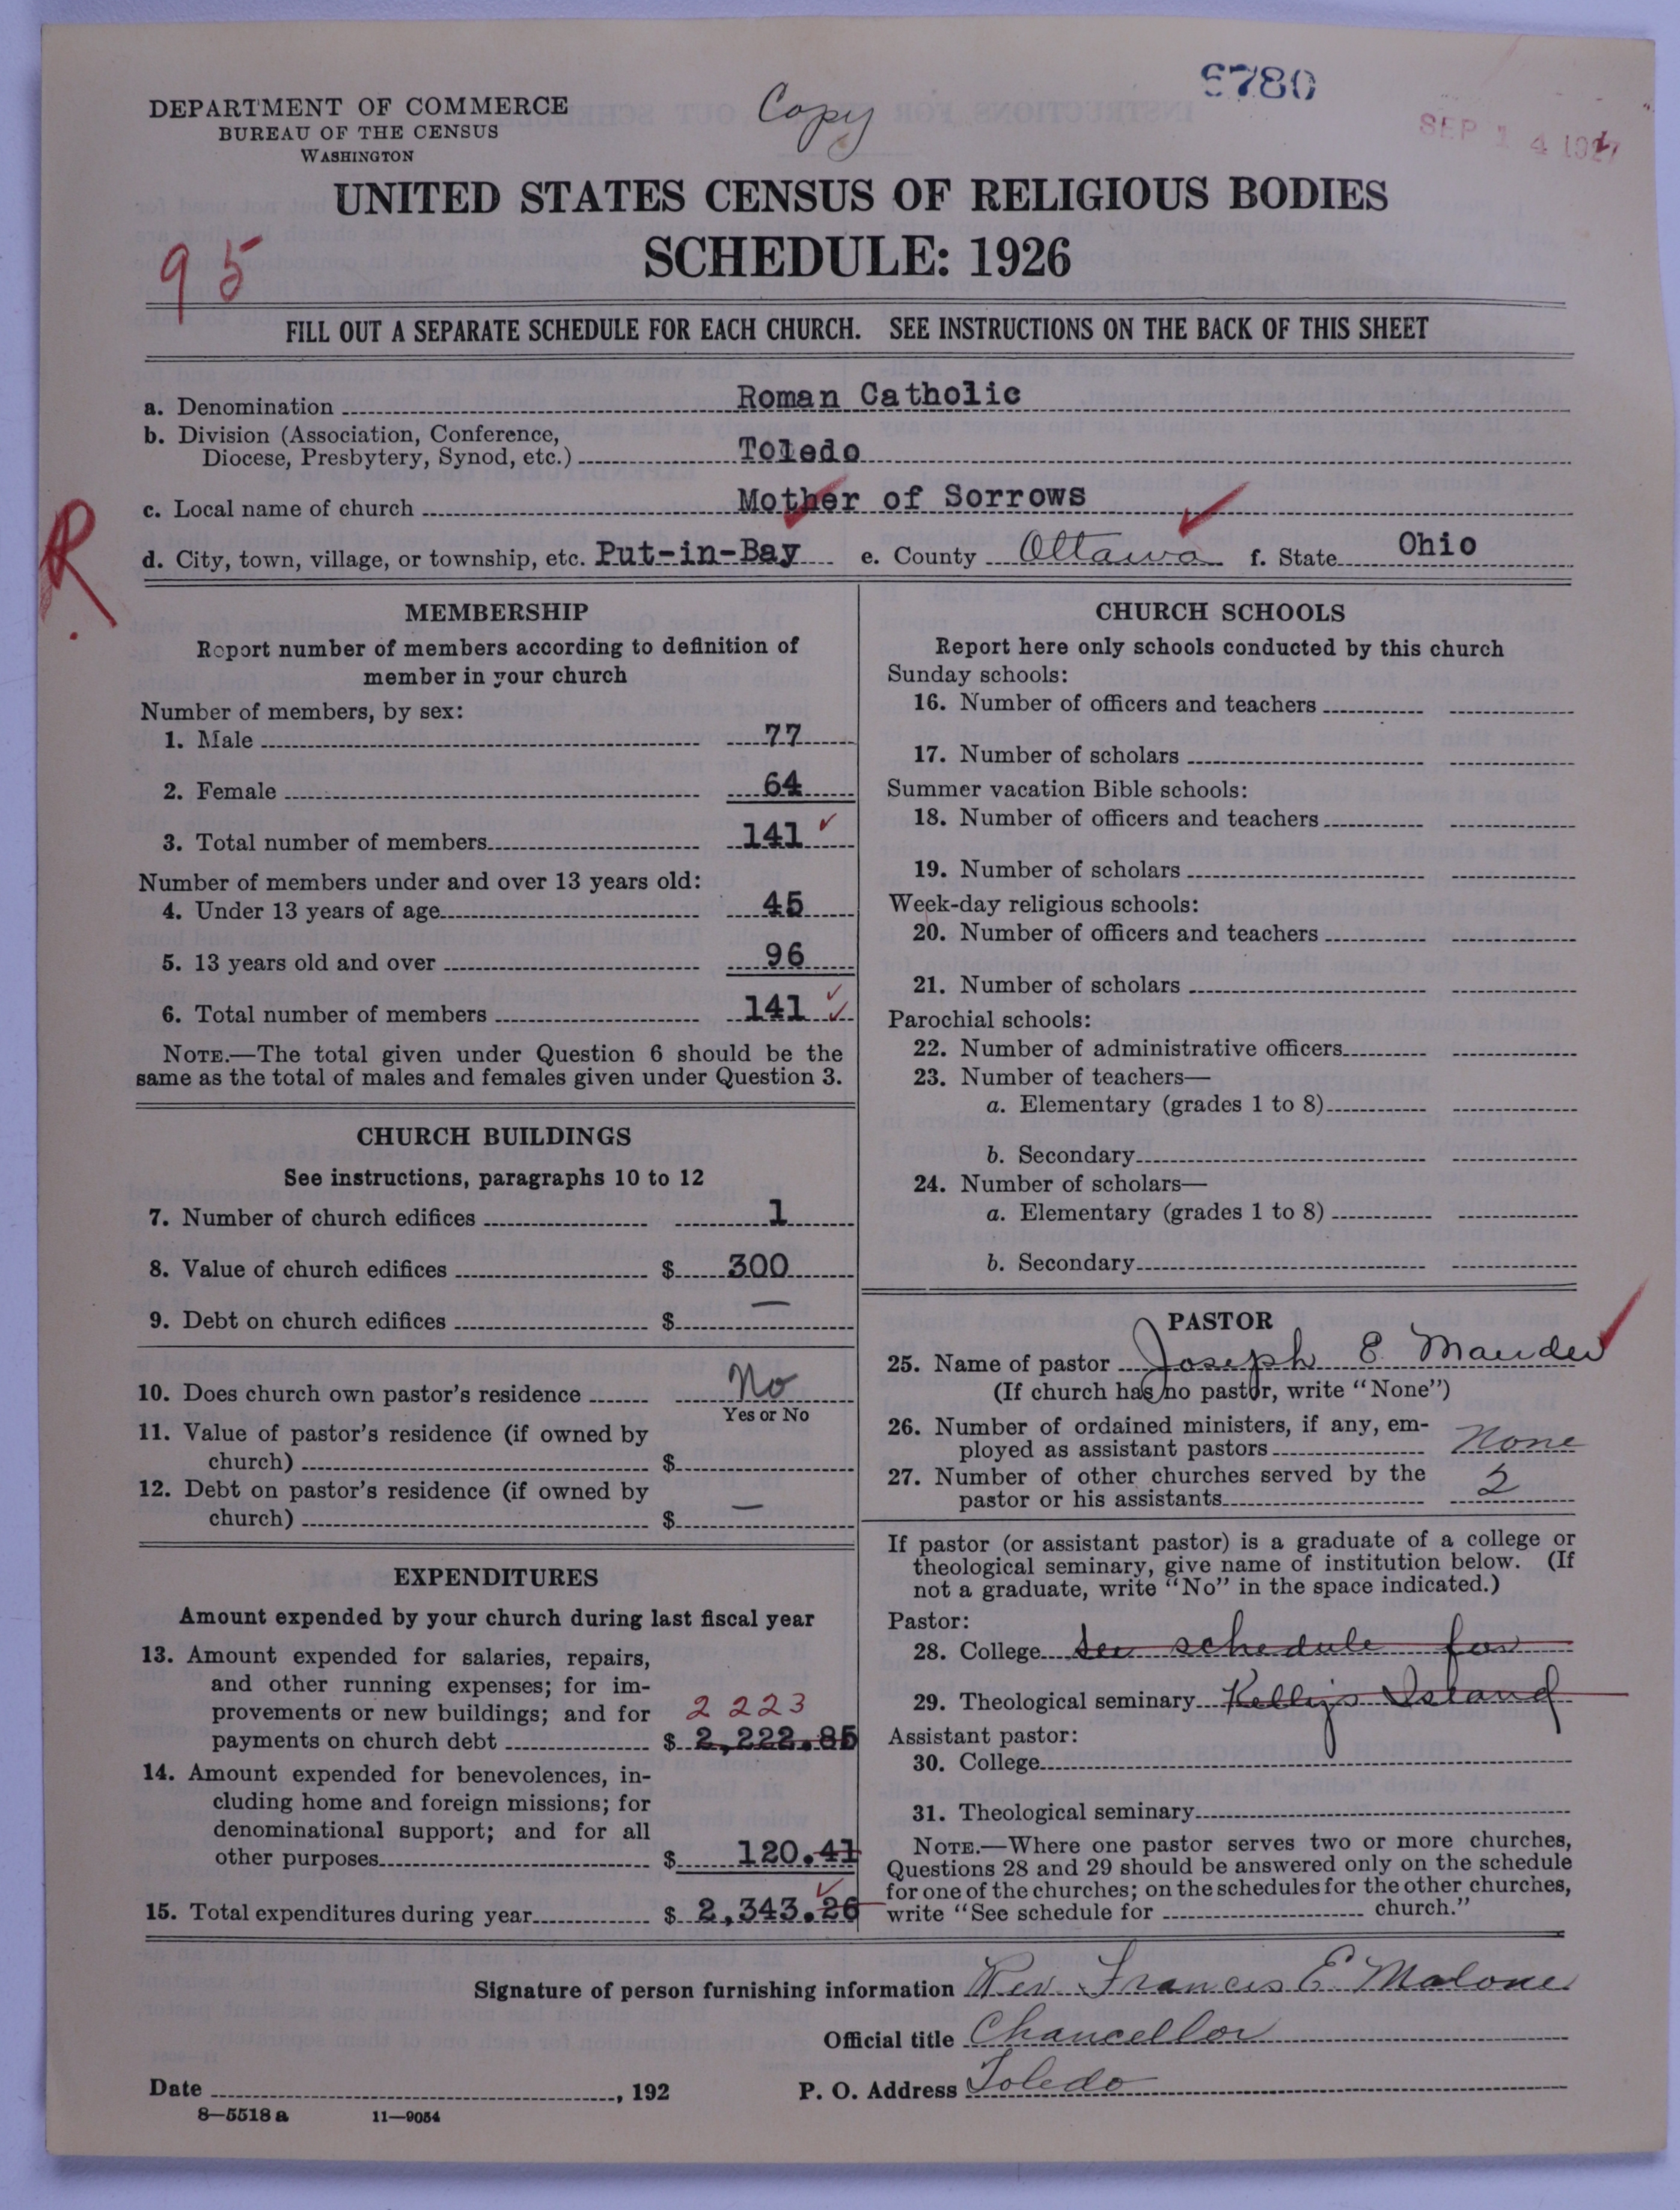 DEPARTMENT OF COMMERCE
BUREAU OF THE CENSUS
WASHINGTON
Copy
6780
SEP 14 1927
UNITED STATES CENSUS OF RELIGIOUS BODIES
SCHEDULE: 1926
95
FILL OUT A SEPARATE SCHEDULE FOR EACH CHURCH. SEE INSTRUCTIONS ON THE BACK OF THIS SHEET
a. Denomination Roman Catholic
b. Division (Association, Conference,
Diocese, Presbytery, Synod, etc.) Toledo
c. Local name of church Mother of Sorrows
R
d. City, town, village, or township, etc. Put-in-Bay e. County Ottawa f. State Ohio
MEMBERSHIP
Report number of members according to definition of
member in your church
Number of members, by sex:
1. Male 77
2. Female 64
3. Total number of members 141
Number of members under and over 13 years old:
4. Under 13 years of age 45
5. 13 years old and over 96
6. Total number of members 141
NOTE.—The total given under Question 6 should be the
same as the total of males and females given under Question 3.
CHURCH BUILDINGS
See instructions, paragraphs 10 to 12
7. Number of church edifices 1
8. Value of church edifices $ 300
9. Debt on church edifices $ —
10. Does church own pastor's residence No
Yes or No
11. Value of pastor's residence (if owned by
church) $
12. Debt on pastor's residence (if owned by
church) $ —
EXPENDITURES
Amount expended by your church during last fiscal year
13. Amount expended for salaries, repairs,
and other running expenses; for im-
provements or new buildings; and for 2 223
payments on church debt $ 2,222.85
14. Amount expended for benevolences, in-
cluding home and foreign missions; for
denominational support; and for all
other purposes $ 120.41
15. Total expenditures during year $ 2,343.26
CHURCH SCHOOLS
Report here only schools conducted by this church
Sunday schools:
16. Number of officers and teachers
17. Number of scholars
Summer vacation Bible schools:
18. Number of officers and teachers
19. Number of scholars
Week-day religious schools:
20. Number of officers and teachers
21. Number of scholars
Parochial schools:
22. Number of administrative officers
23. Number of teachers—
a. Elementary (grades 1 to 8)
b. Secondary
24. Number of scholars—
a. Elementary (grades 1 to 8)
b. Secondary
PASTOR
25. Name of pastor Joseph E. Maurer
(If church has no pastor, write "None")
26. Number of ordained ministers, if any, em-
ployed as assistant pastors None
27. Number of other churches served by the
pastor or his assistants 2
If pastor (or assistant pastor) is a graduate of a college or
theological seminary, give name of institution below. (If
not a graduate, write "No" in the space indicated.)
Pastor:
28. College See schedule for
29. Theological seminary Kelly's Island
Assistant pastor:
30. College
31. Theological seminary
NOTE.—Where one pastor serves two or more churches,
Questions 28 and 29 should be answered only on the schedule
for one of the churches; on the schedules for the other churches,
write "See schedule for church."
Signature of person furnishing information Rev. Francis E. Malone
Official title Chancellor
Date , 192 P. O. Address Toledo
8—5518 a 11—9054